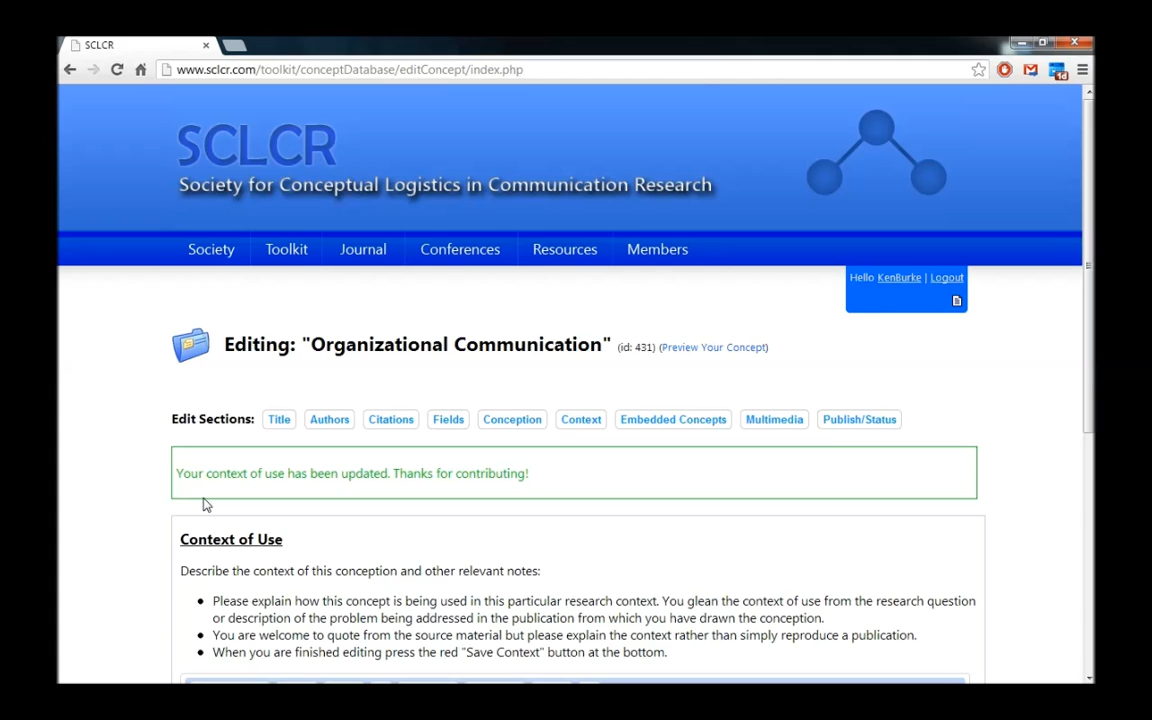 SCLCR
www.sclcr.com/toolkit/conceptDatabase/editConcept/index.php
SCLCR
Society for Conceptual Logistics in Communication Research
Society Toolkit Journal Conferences Resources Members
Hello KenBurke | Logout
Editing: "Organizational Communication" (id: 431) (Preview Your Concept)
Edit Sections: Title Authors Citations Fields Conception Context Embedded Concepts Multimedia Publish/Status
Your context of use has been updated. Thanks for contributing!
Context of Use
Describe the context of this conception and other relevant notes:
• Please explain how this concept is being used in this particular research context. You glean the context of use from the research question
or description of the problem being addressed in the publication from which you have drawn the conception.
• You are welcome to quote from the source material but please explain the context rather than simply reproduce a publication.
• When you are finished editing press the red "Save Context" button at the bottom.